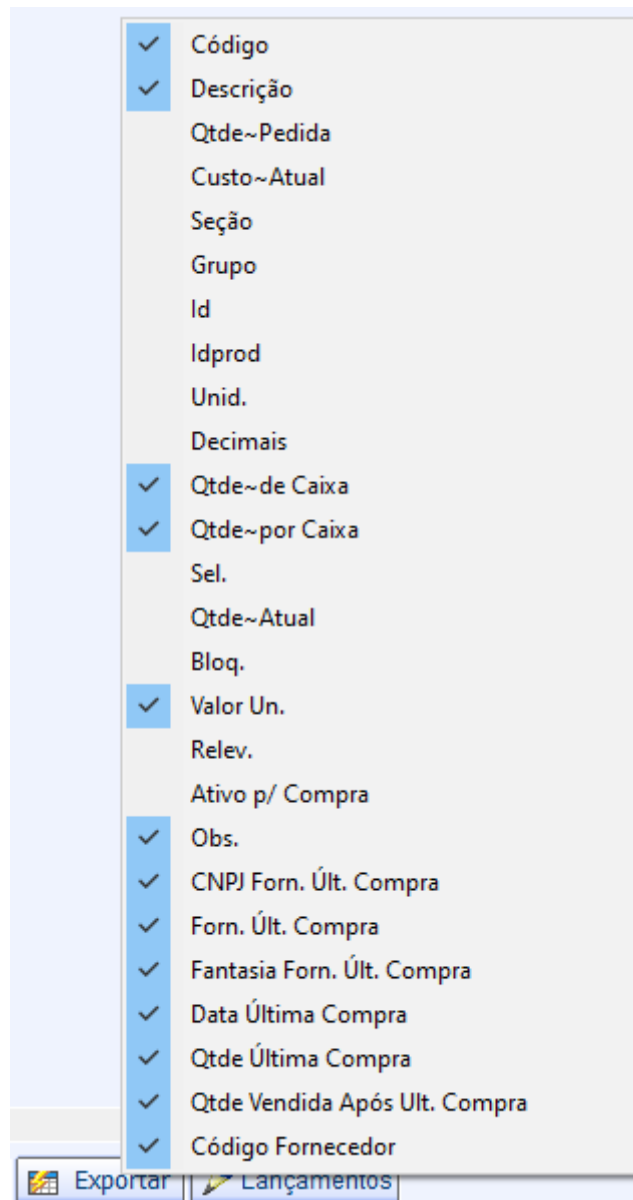 Código
Descrição
Qtde~Pedida
Custo~Atual
Seção
Grupo
Id
Idprod
Unid.
Decimais
Qtde~de Caixa
Qtde~por Caixa
Sel.
Qtde~Atual
Bloq.
Valor Un.
Relev.
Ativo p/ Compra
Obs.
CNPJ Forn. Últ. Compra
Forn. Últ. Compra
Fantasia Forn. Últ. Compra
Data Última Compra
Qtde Última Compra
Qtde Vendida Após Ult. Compra
Código Fornecedor
Exportar Lançamentos